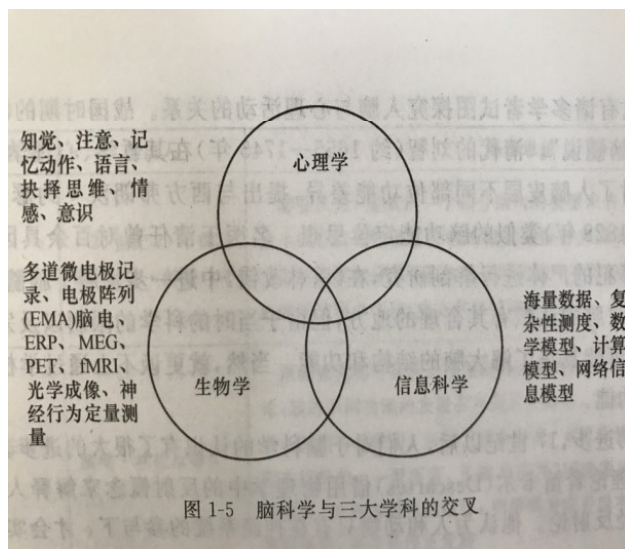 心理学
知觉、注意、记
忆动作、语言、
抉择思维、情
感、意识
多道微电极记
录、电极阵列
(EMA)脑电、
ERP、MEG、
PET、fMRI、
光学成像、神
经行为定量测
量
生物学
信息科学
海量数据、复
杂性测度、数
学模型、计算
模型、网络信
息模型
图 1-5 脑科学与三大学科的交叉